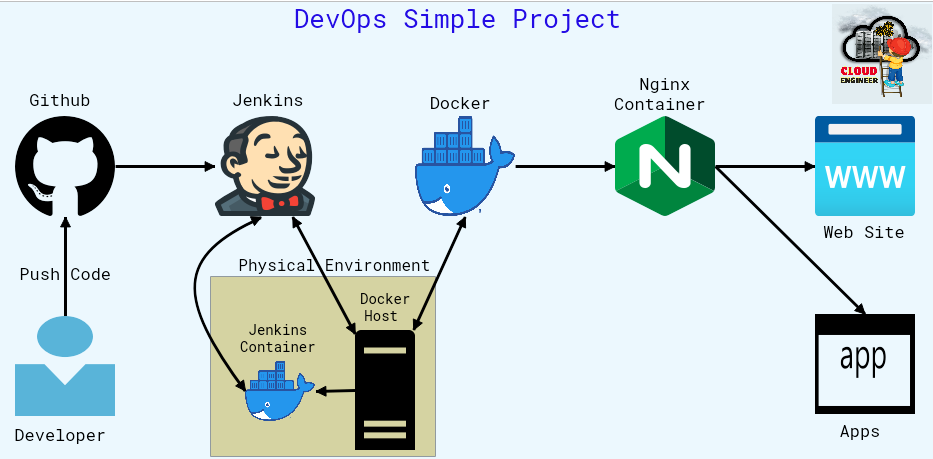 DevOps Simple Project
CLOUD
ENGINEER
Github
Jenkins
Docker
Nginx
Container
N
WWW
Web Site
Push Code
Physical Environment
Docker
Host
Jenkins
Container
app
Developer
Apps